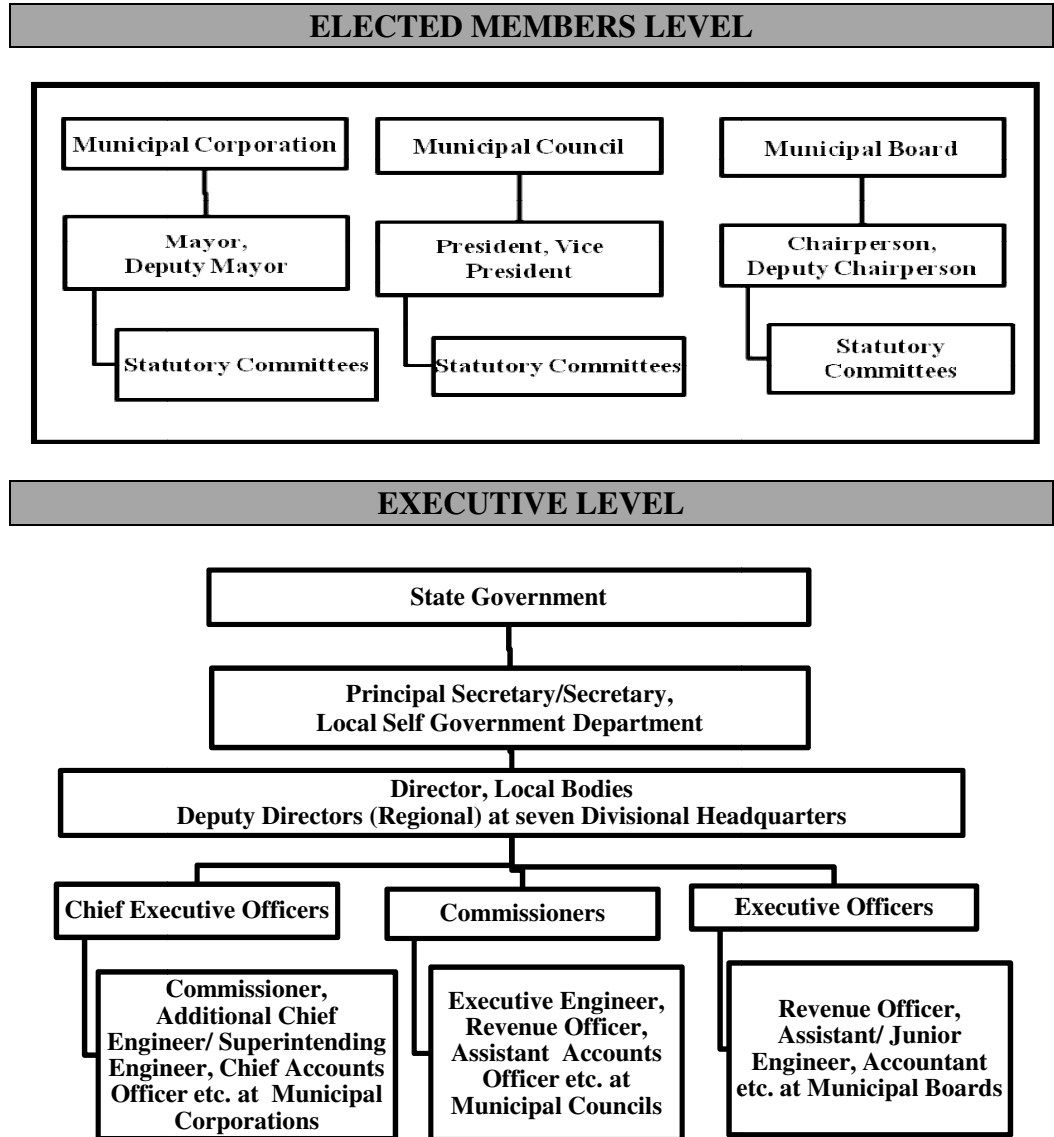 ELECTED MEMBERS LEVEL
Municipal Corporation
Mayor,
Deputy Mayor
Statutory Committees
Municipal Council
President, Vice
President
Statutory Committees
Municipal Board
Chairperson,
Deputy Chairperson
Statutory
Committees
EXECUTIVE LEVEL
State Government
Principal Secretary/Secretary,
Local Self Government Department
Director, Local Bodies
Deputy Directors (Regional) at seven Divisional Headquarters
Chief Executive Officers
Commissioner,
Additional Chief
Engineer/ Superintending
Engineer, Chief Accounts
Officer etc. at Municipal
Corporations
Commissioners
Executive Engineer,
Revenue Officer,
Assistant Accounts
Officer etc. at
Municipal Councils
Executive Officers
Revenue Officer,
Assistant/ Junior
Engineer, Accountant
etc. at Municipal Boards